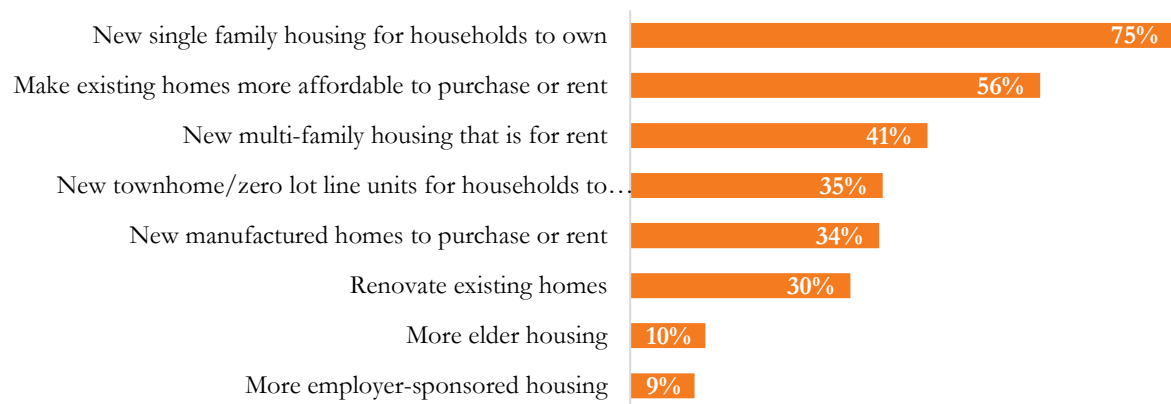 New single family housing for households to own 75%
Make existing homes more affordable to purchase or rent 56%
New multi-family housing that is for rent 41%
New townhome/zero lot line units for households to… 35%
New manufactured homes to purchase or rent 34%
Renovate existing homes 30%
More elder housing 10%
More employer-sponsored housing 9%